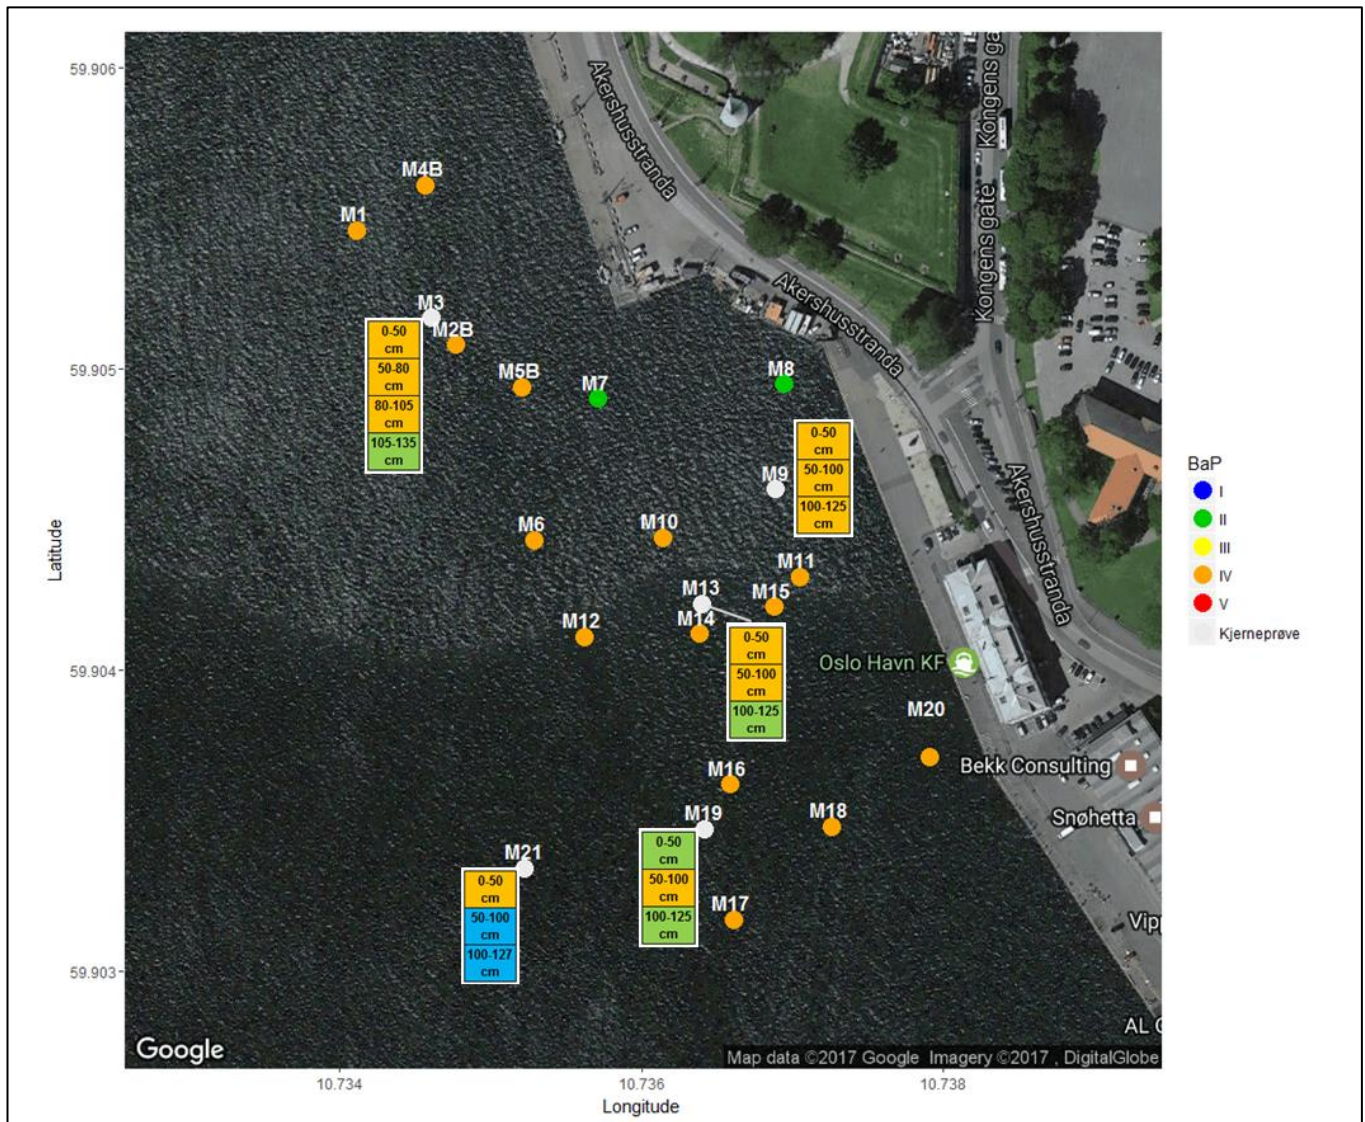 59.906
59.905
59.904
59.903
Latitude
10.734
10.736
10.738
Longitude
Akershusstranda
Kongens ga
Kongens gate
Akershusstranda
Akershusstranda
M4B
M1
M3
M2B
0-50
cm
50-80
cm
80-105
cm
105-135
cm
M5B
M7
M8
M9
0-50
cm
50-100
cm
100-125
cm
M6
M10
M11
M13
M15
M12
M14
0-50
cm
50-100
cm
100-125
cm
Oslo Havn KF
M20
Bekk Consulting
Snøhetta
M16
M19
M18
0-50
cm
50-100
cm
100-125
cm
M21
0-50
cm
50-100
cm
100-127
cm
M17
Vipp
AL
Google
Map data ©2017 Google Imagery ©2017 , DigitalGlobe
BaP
I
II
III
IV
V
Kjerneprøve